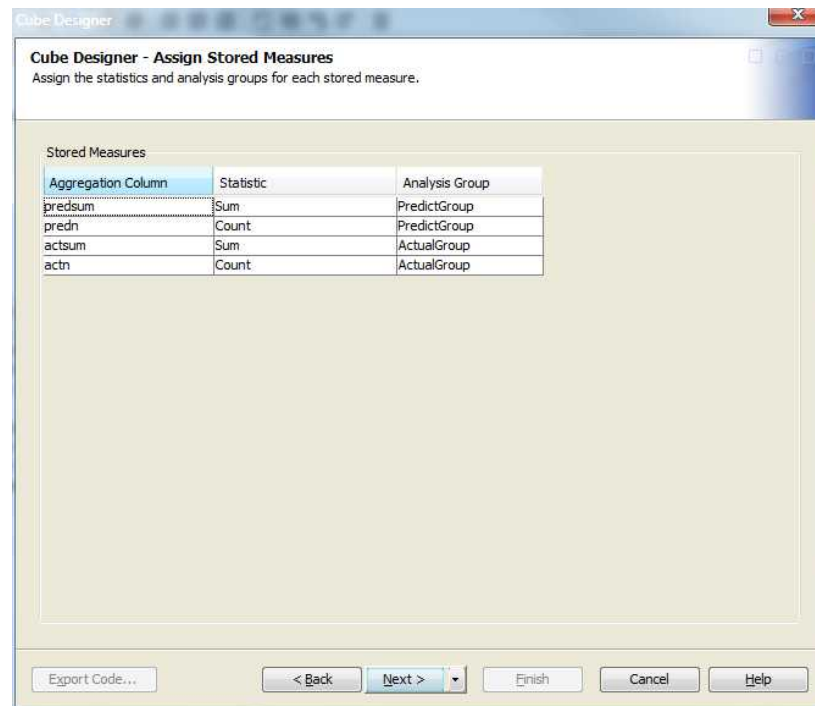 Cube Designer
Cube Designer - Assign Stored Measures
Assign the statistics and analysis groups for each stored measure.
Stored Measures
Aggregation Column Statistic Analysis Group
predsum Sum PredictGroup
predn Count PredictGroup
actsum Sum ActualGroup
actn Count ActualGroup
Export Code... < Back Next > Finish Cancel Help